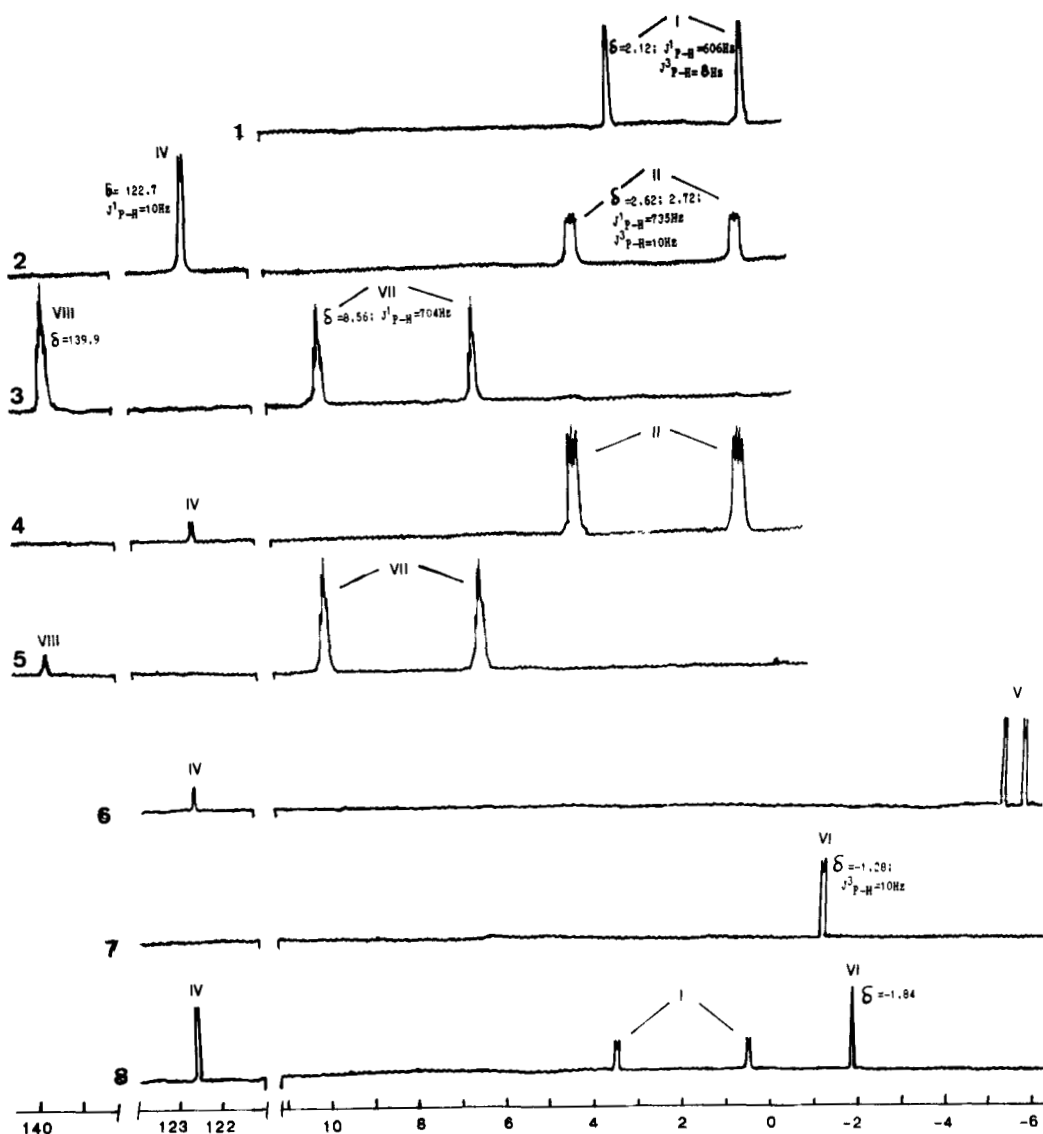 I
δ=2.12; J¹P-H=606Hz
J³P-H=8Hz
1
IV
δ= 122.7
J¹P-H=10Hz
II
δ=2.62; 2.72;
J¹P-H=735Hz
J³P-H=10Hz
2
VIII
δ=139.9
VII
δ=8.56; J¹P-H=704Hz
3
II
IV
4
VII
VIII
5
V
IV
6
VI
δ=-1.28;
J³P-H=10Hz
7
IV
I
VI
δ=-1.84
8
140 123 122 10 8 6 4 2 0 -2 -4 -6